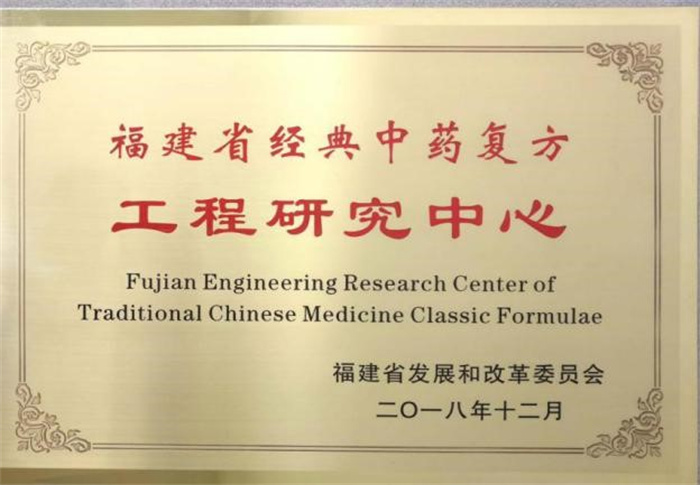 福建省经典中药复方
工程研究中心
Fujian Engineering Research Center of
Traditional Chinese Medicine Classic Formulae
福建省发展和改革委员会
二〇一八年十二月